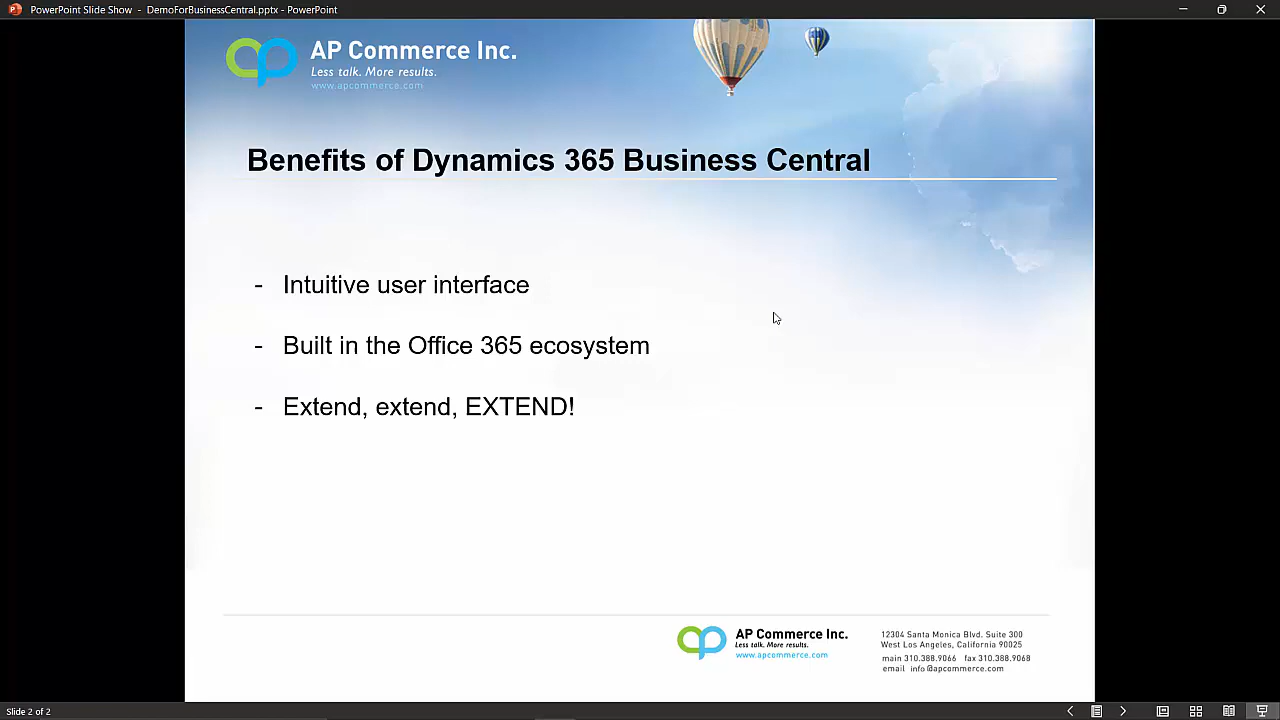 PowerPoint Slide Show - DemoForBusinessCentral.pptx - PowerPoint
AP Commerce Inc.
Less talk. More results.
www.apcommerce.com
Benefits of Dynamics 365 Business Central
- Intuitive user interface
- Built in the Office 365 ecosystem
- Extend, extend, EXTEND!
AP Commerce Inc.
Less talk. More results.
www.apcommerce.com
12304 Santa Monica Blvd. Suite 300
West Los Angeles, California 90025
main 310.388.9066 fax 310.388.9068
email info@apcommerce.com
Slide 2 of 2